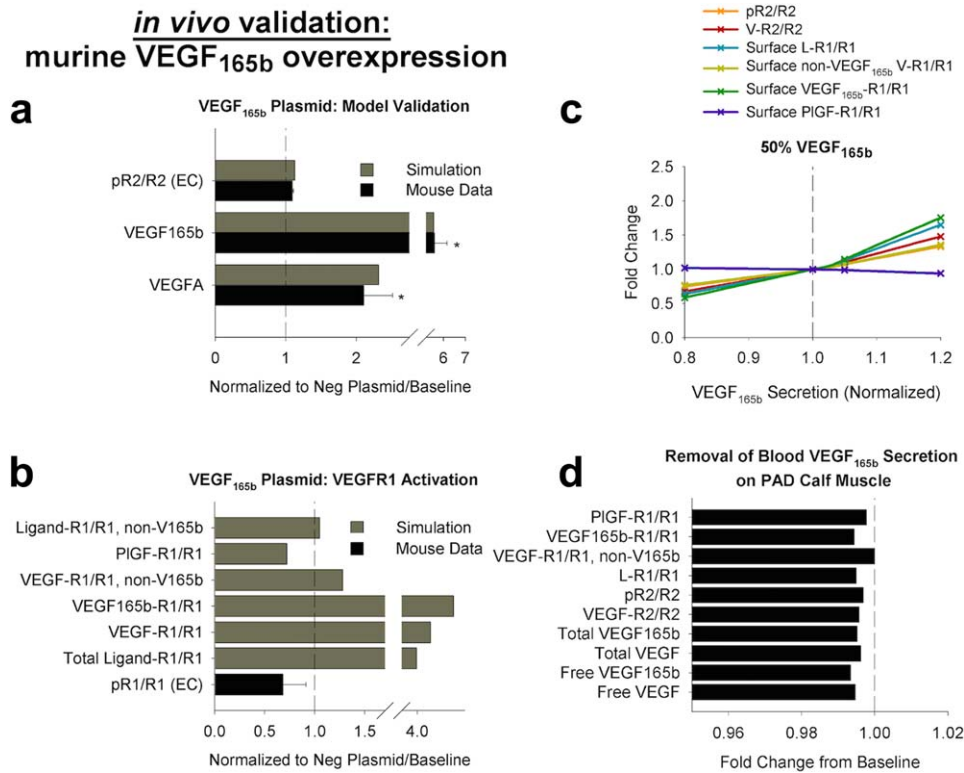 in vivo validation:
murine VEGF165b overexpression
a
VEGF165b Plasmid: Model Validation
Simulation
Mouse Data
pR2/R2 (EC)
VEGF165b
*
VEGFA
*
0 1 2 6 7
Normalized to Neg Plasmid/Baseline
b
VEGF165b Plasmid: VEGFR1 Activation
Simulation
Mouse Data
Ligand-R1/R1, non-V165b
PlGF-R1/R1
VEGF-R1/R1, non-V165b
VEGF165b-R1/R1
VEGF-R1/R1
Total Ligand-R1/R1
pR1/R1 (EC)
0.0 0.5 1.0 1.5 4.0
Normalized to Neg Plasmid/Baseline
pR2/R2
V-R2/R2
Surface L-R1/R1
Surface non-VEGF165b V-R1/R1
Surface VEGF165b-R1/R1
Surface PlGF-R1/R1
c
50% VEGF165b
Fold Change
2.5
2.0
1.5
1.0
0.5
0.0
0.8 0.9 1.0 1.1 1.2
VEGF165b Secretion (Normalized)
d
Removal of Blood VEGF165b Secretion
on PAD Calf Muscle
PlGF-R1/R1
VEGF165b-R1/R1
VEGF-R1/R1, non-V165b
L-R1/R1
pR2/R2
VEGF-R2/R2
Total VEGF165b
Total VEGF
Free VEGF165b
Free VEGF
0.96 0.98 1.00 1.02
Fold Change from Baseline